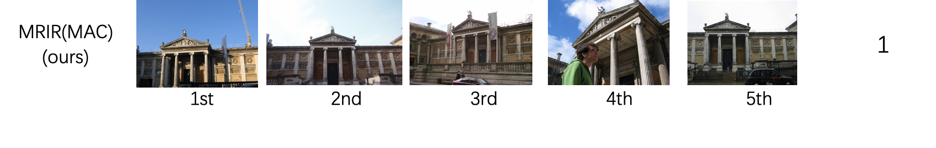 MRIR(MAC)
(ours)
1st
2nd
3rd
4th
5th
1